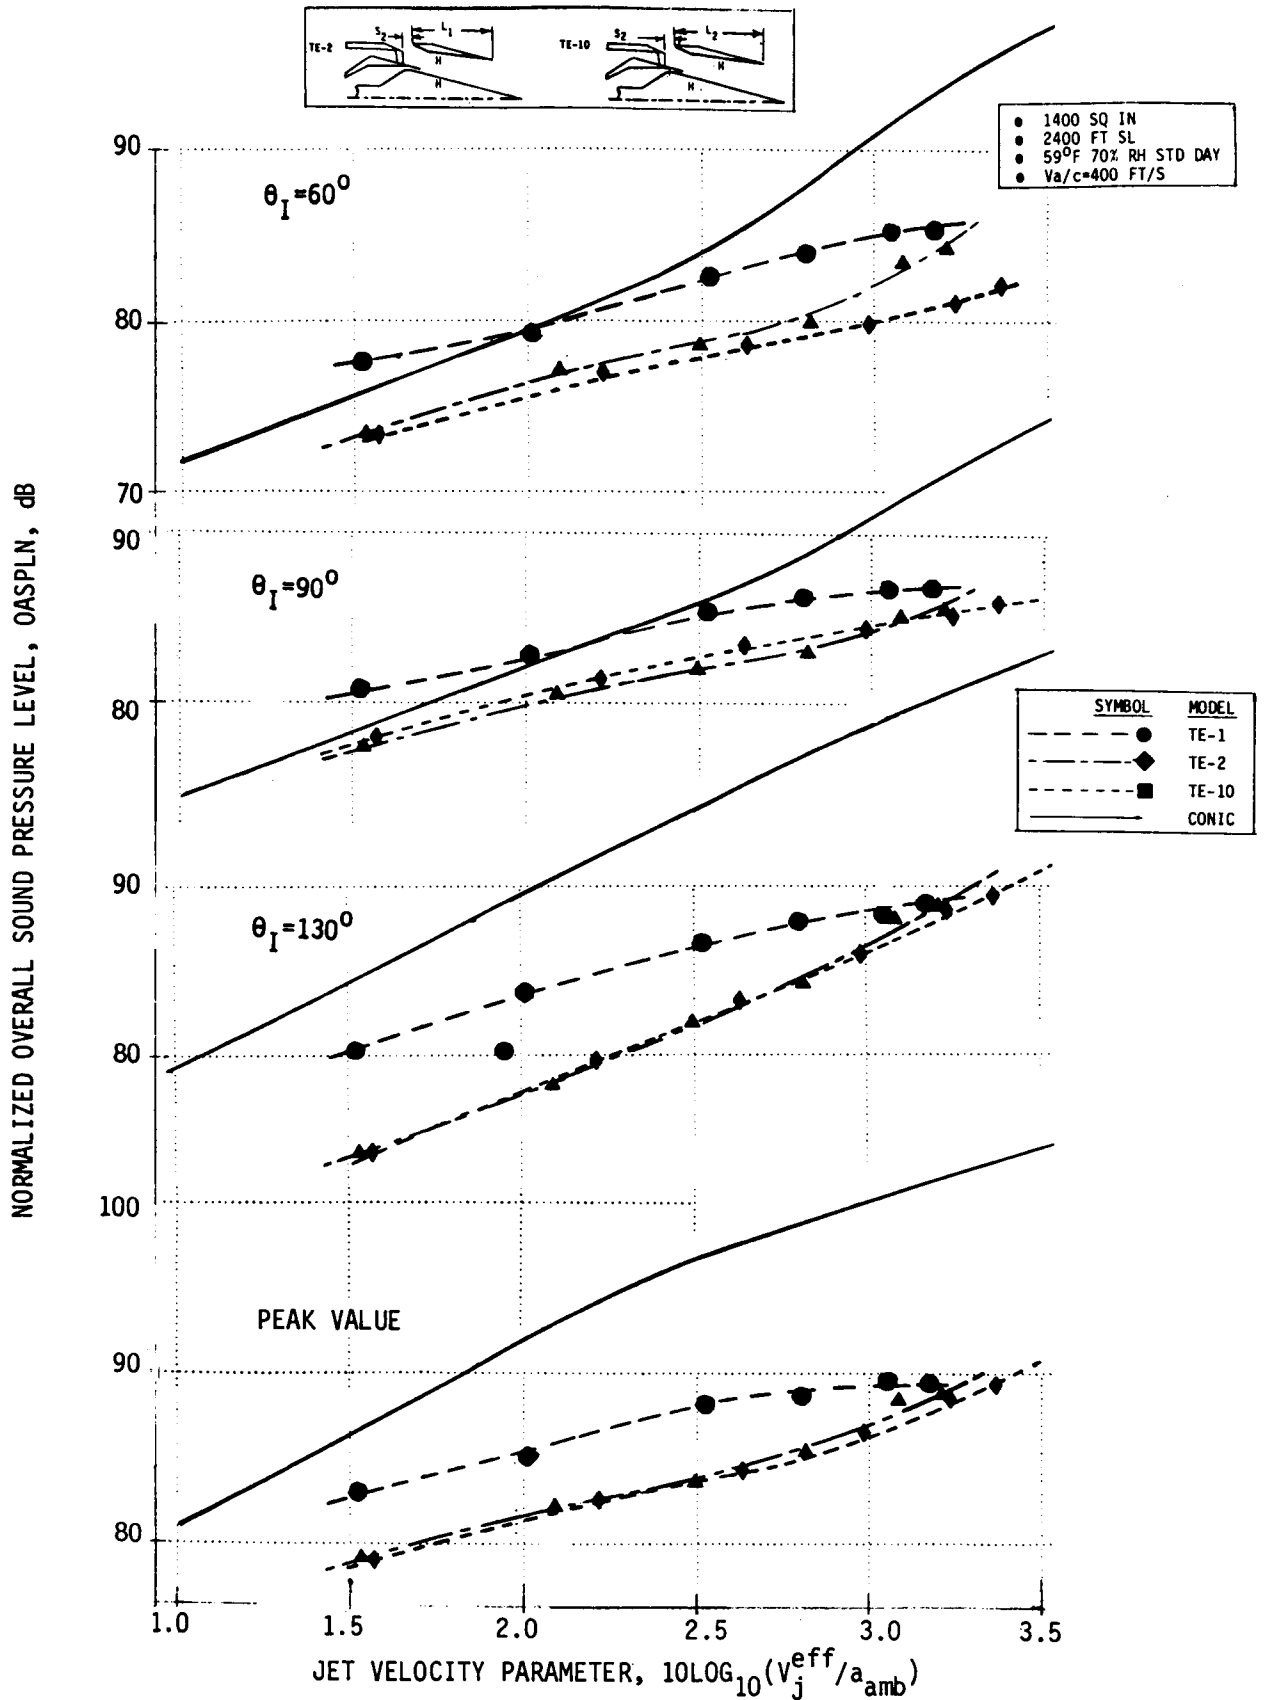 S2 L1
TE-2
H
H
S2 L2
TE-10
H
H
● 1400 SQ IN
● 2400 FT SL
● 59°F 70% RH STD DAY
● Va/c=400 FT/S
NORMALIZED OVERALL SOUND PRESSURE LEVEL, OASPLN, dB
90
θI=60°
80
70
90
θI=90°
80
SYMBOL MODEL
TE-1
TE-2
TE-10
CONIC
90
θI=130°
80
100
PEAK VALUE
90
80
1.0 1.5 2.0 2.5 3.0 3.5
JET VELOCITY PARAMETER, 10LOG10(Vjeff/aamb)